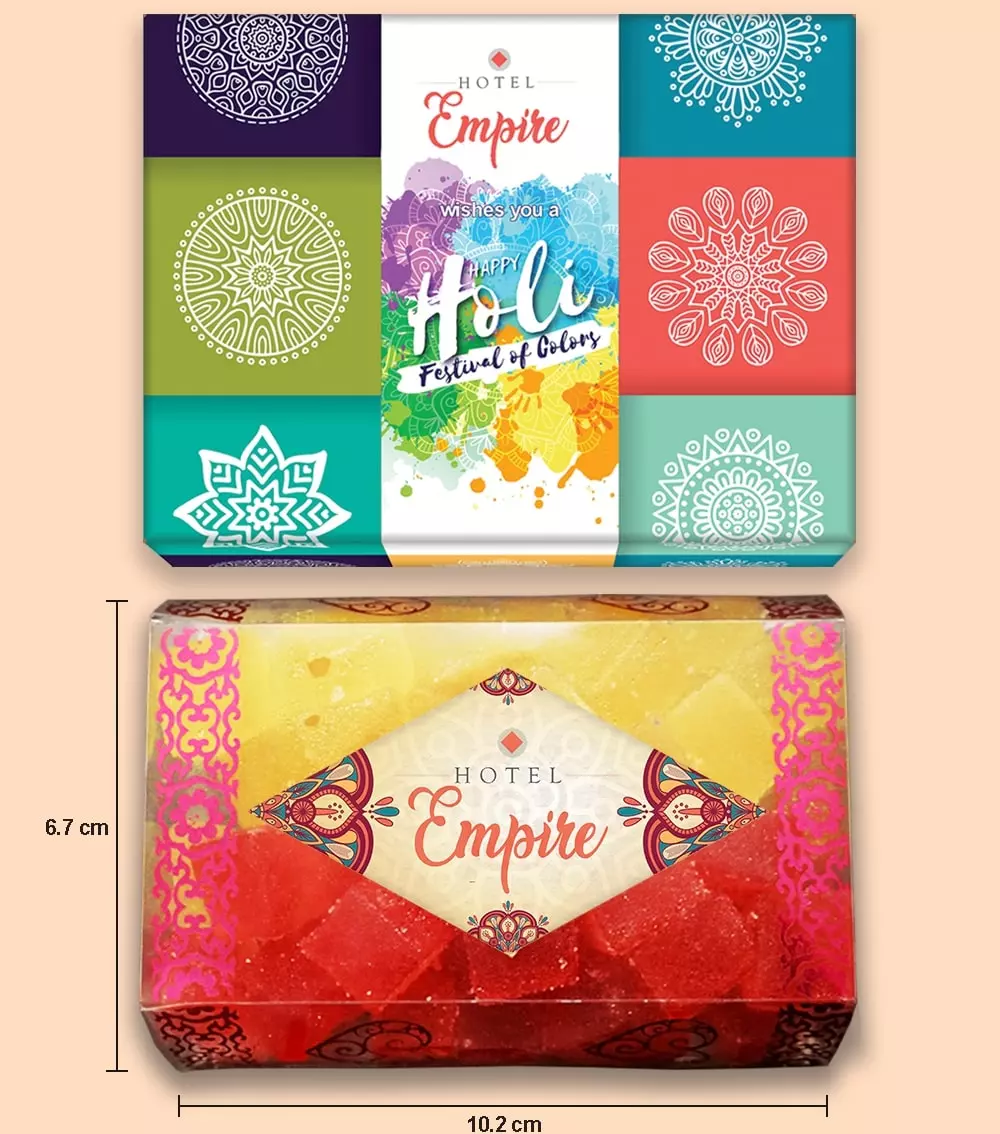 HOTEL
Empire
wishes you a
HAPPY
Holi
Festival of Colors
HOTEL
Empire
6.7 cm
10.2 cm